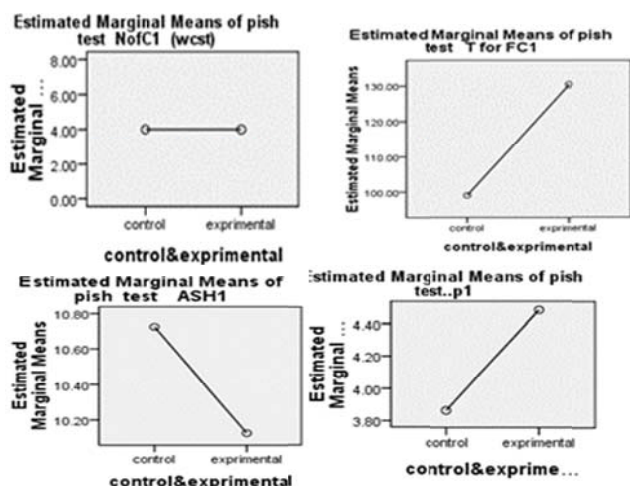 Estimated Marginal Means of pish
test NofC1 (wcst)
Estimated
Marginal ...
8.00
6.00
4.00
2.00
0.00
control exprimental
control&exprimental
Estimated Marginal Means of pish
test T for FC1
Estimated Marginal Means
130.00
120.00
110.00
100.00
control exprimental
control&exprimental
Estimated Marginal Means of
pish test ASH1
Estimated
Marginal Means
10.80
10.60
10.40
10.20
control exprimental
control&exprimental
Estimated Marginal Means of pish
test..p1
Estimated
Marginal ...
4.40
4.20
4.00
3.80
control exprimental
control&exprime...